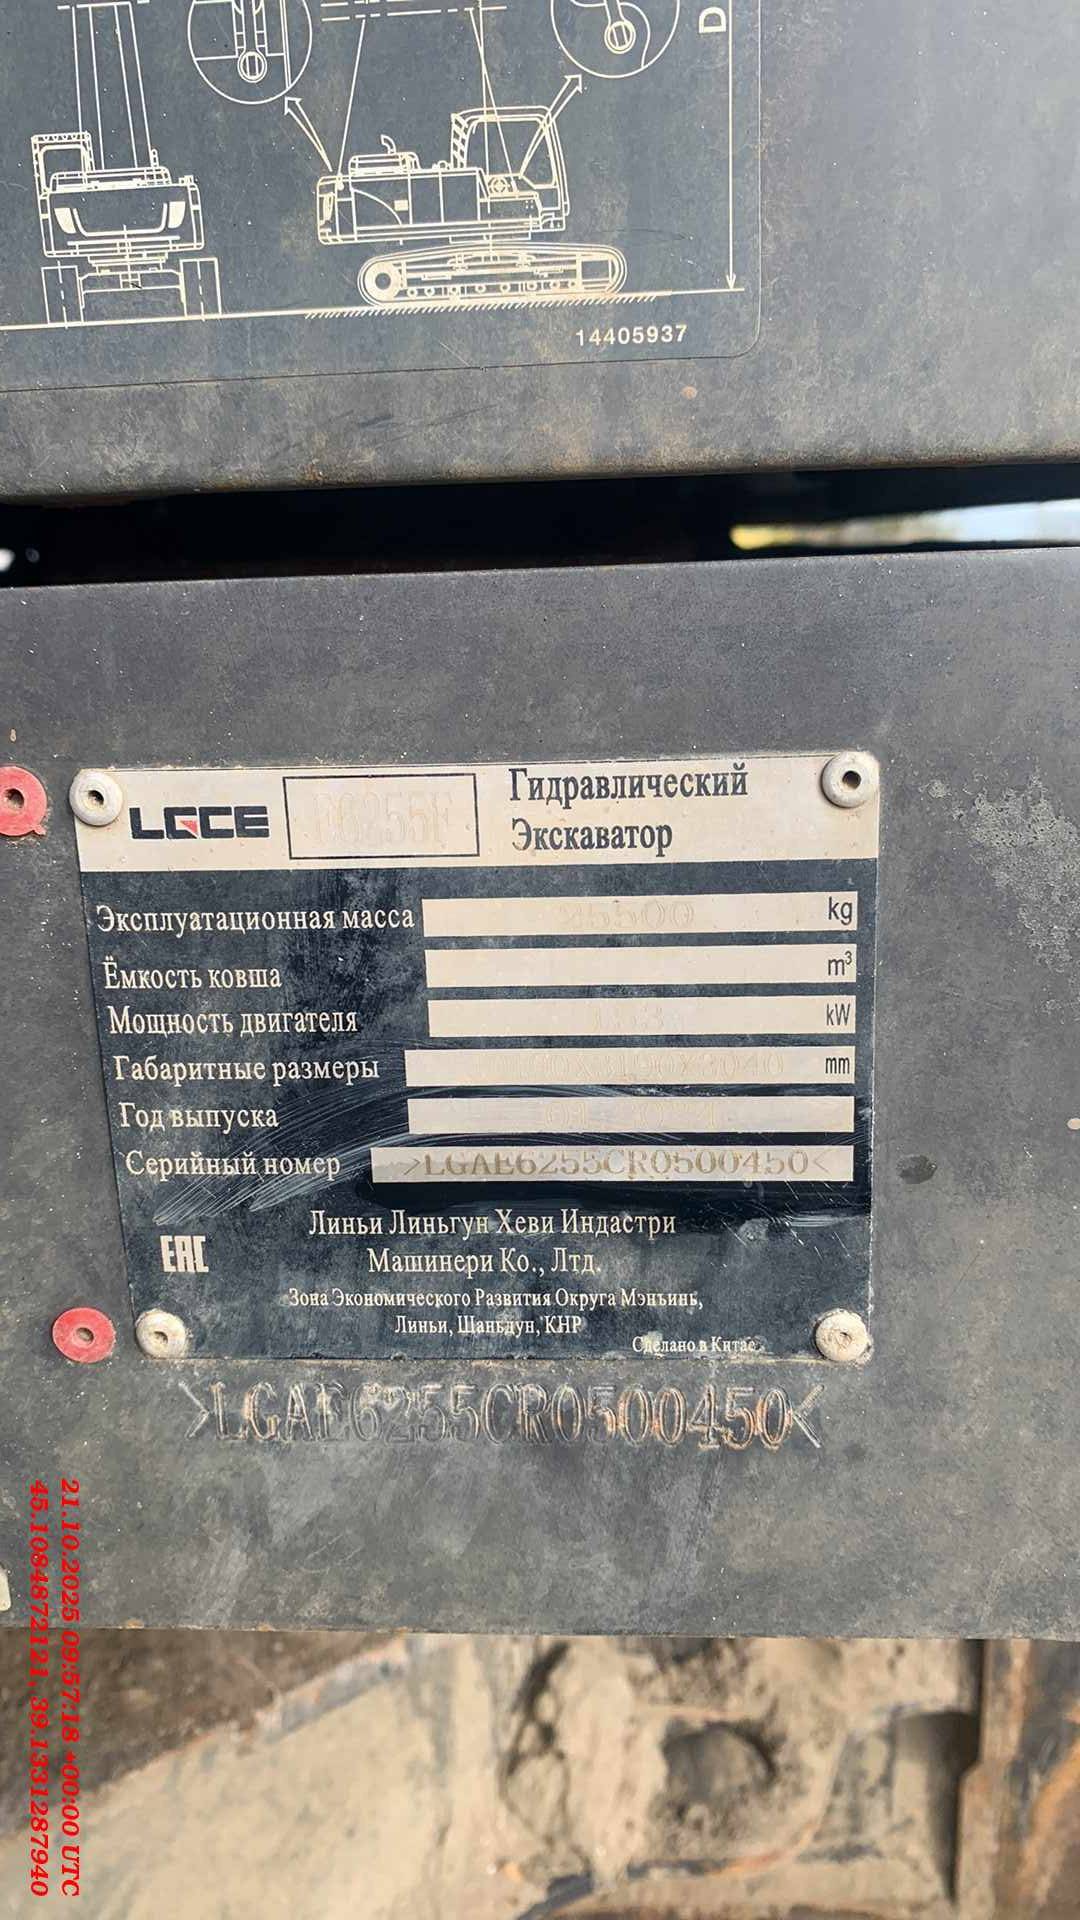 D
14405937
LGCE
E6255F
Гидравлический
Экскаватор
Эксплуатационная масса kg
Ёмкость ковша m³
Мощность двигателя kW
Габаритные размеры mm
Год выпуска
Серийный номер >LGAE6255CR0500450<
Линьи Линьгун Хеви Индастри
Машинери Ко., Лтд.
EAC
Зона Экономического Развития Округа Мэнъинь,
Линьи, Шаньдун, КНР
Сделано в Китае
>LGAE6255CR0500450<
21.10.2025 09:57:18 +00:00 UTC
45.1084872121, 39.1331287940